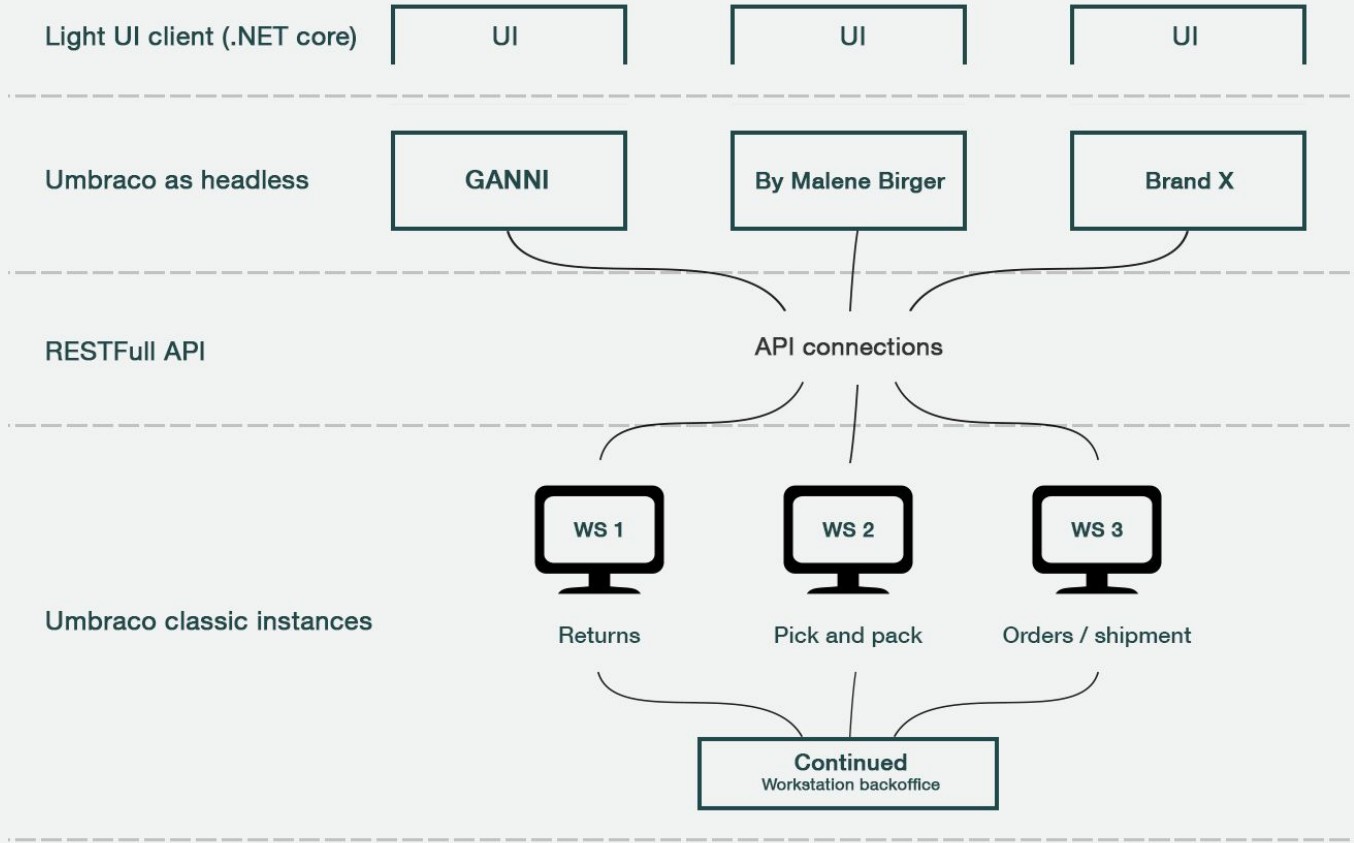 Light UI client (.NET core)
UI
UI
UI
Umbraco as headless
GANNI
By Malene Birger
Brand X
RESTFull API
API connections
WS 1
WS 2
WS 3
Umbraco classic instances
Returns
Pick and pack
Orders / shipment
Continued
Workstation backoffice